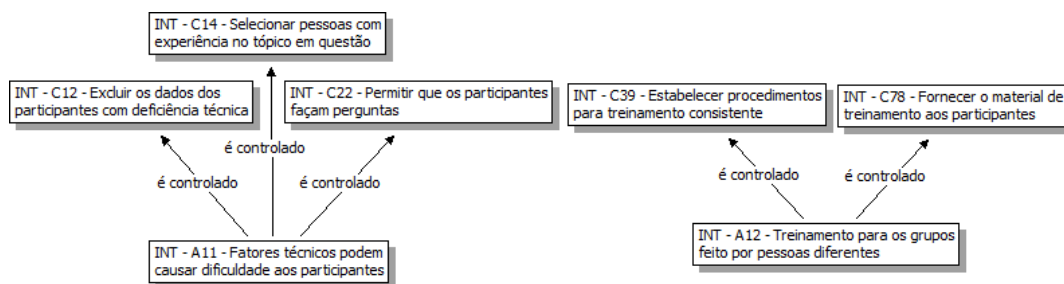 INT - C14 - Selecionar pessoas com
experiência no tópico em questão
INT - C12 - Excluir os dados dos
participantes com deficiência técnica
INT - C22 - Permitir que os participantes
façam perguntas
INT - C39 - Estabelecer procedimentos
para treinamento consistente
INT - C78 - Fornecer o material de
treinamento aos participantes
é controlado
é controlado
é controlado
é controlado
é controlado
INT - A11 - Fatores técnicos podem
causar dificuldade aos participantes
INT - A12 - Treinamento para os grupos
feito por pessoas diferentes